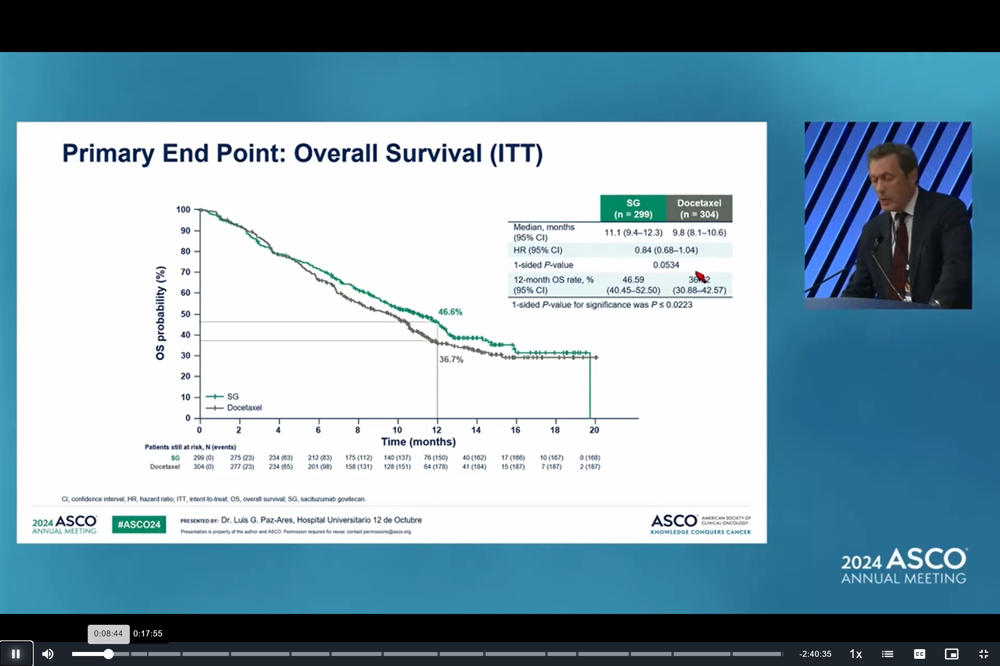 Primary End Point: Overall Survival (ITT)
SG
(n = 299)
Docetaxel
(n = 304)
Median, months
(95% CI)
11.1 (9.4–12.3)
9.8 (8.1–10.6)
HR (95% CI)
0.84 (0.68–1.04)
1-sided P-value
0.0534
12-month OS rate, %
(95% CI)
46.59
(40.45–52.50)
(30.88–42.57)
1-sided P-value for significance was P ≤ 0.0223
OS probability (%)
100
90
80
70
60
50
40
30
20
10
0
46.6%
36.7%
SG
Docetaxel
0 2 4 6 8 10 12 14 16 18 20
Time (months)
Patients still at risk, N (events)
SG 299 (0) 275 (23) 234 (63) 212 (83) 175 (112) 140 (137) 76 (150) 40 (162) 17 (166) 10 (167) 0 (168)
Docetaxel 304 (0) 277 (23) 234 (65) 201 (98) 158 (131) 128 (151) 64 (178) 41 (184) 15 (187) 7 (187) 2 (187)
CI, confidence interval; HR, hazard ratio; ITT, intent-to-treat; OS, overall survival; SG, sacituzumab govitecan.
2024 ASCO
ANNUAL MEETING
#ASCO24
PRESENTED BY: Dr. Luis G. Paz-Ares, Hospital Universitario 12 de Octubre
Presentation is property of the author and ASCO. Permission required for reuse; contact permissions@asco.org.
ASCO AMERICAN SOCIETY OF
CLINICAL ONCOLOGY
KNOWLEDGE CONQUERS CANCER
2024 ASCO
ANNUAL MEETING
0:08:44
0:17:55
-2:40:35
1x
CC